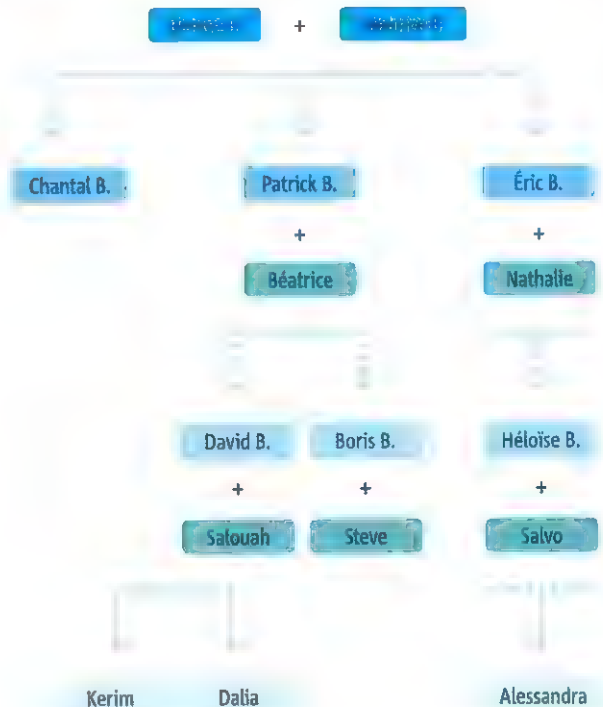 +
Chantal B. Patrick B. Éric B.
+ +
Béatrice Nathalie
David B. Boris B. Héloïse B.
+ + +
Salouah Steve Salvo
Kerim Dalia Alessandra